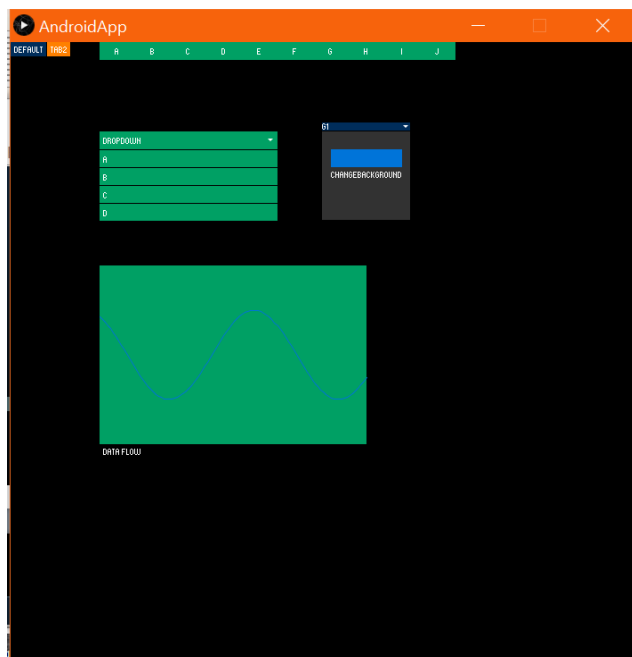 AndroidApp
DEFAULT TAB2 A B C D E F G H I J
G1
DROPDOWN
A
B
CHANGEBACKGROUND
C
D
DATA FLOW